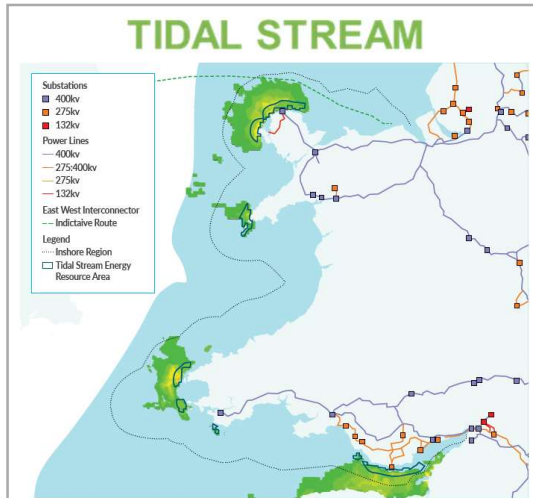 TIDAL STREAM
Substations
400kv
275kv
132kv
Power Lines
400kv
275:400kv
275kv
132kv
East West Interconnector
Indictaive Route
Legend
Inshore Region
Tidal Stream Energy
Resource Area